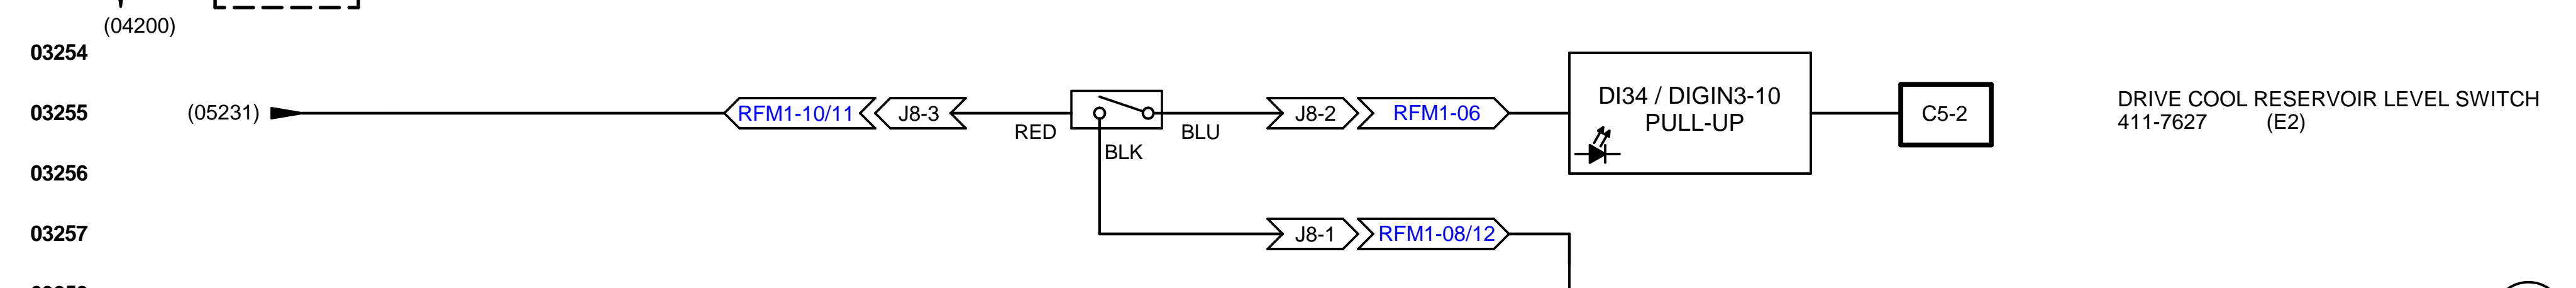 (04200)
03254
03255
(05231)
RFM1-10/11
J8-3
RED
BLK
BLU
J8-2
RFM1-06
DI34 / DIGIN3-10
PULL-UP
C5-2
DRIVE COOL RESERVOIR LEVEL SWITCH
411-7627 (E2)
03256
03257
J8-1
RFM1-08/12